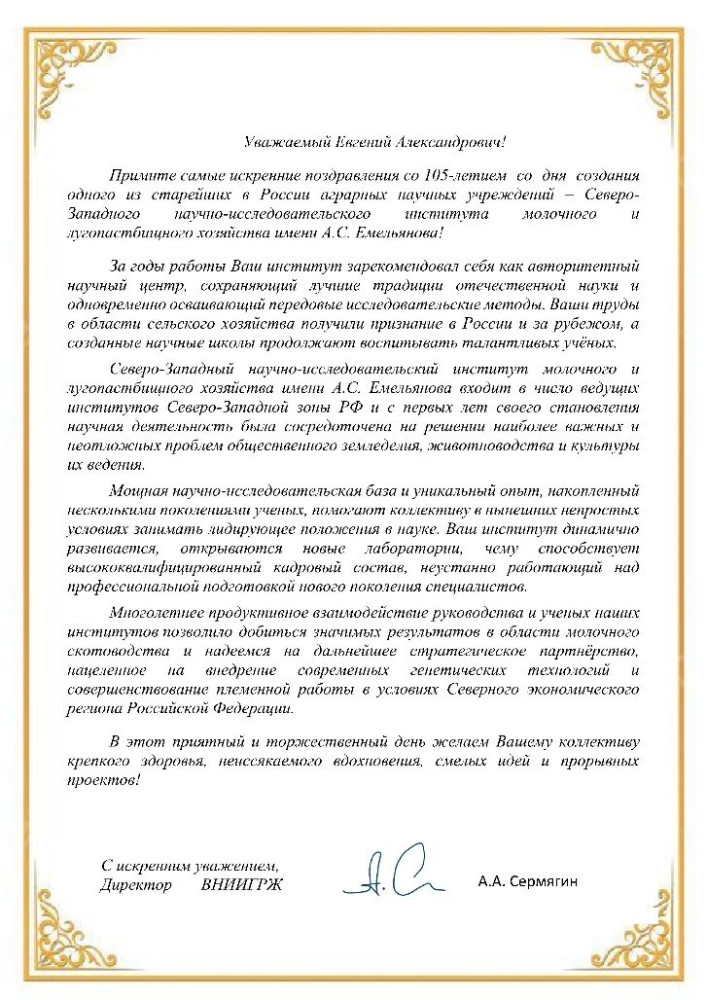 Уважаемый Евгений Александрович!
Примите самые искренние поздравления со 105-летием со дня создания
одного из старейших в России аграрных научных учреждений – Северо-
Западного научно-исследовательского института молочного и
лугопастбищного хозяйства имени А.С. Емельянова!
За годы работы Ваш институт зарекомендовал себя как авторитетный
научный центр, сохраняющий лучшие традиции отечественной науки и
одновременно осваивающий передовые исследовательские методы. Ваши труды
в области сельского хозяйства получили признание в России и за рубежом, а
созданные научные школы продолжают воспитывать талантливых учёных.
Северо-Западный научно-исследовательский институт молочного и
лугопастбищного хозяйства имени А.С. Емельянова входит в число ведущих
институтов Северо-Западной зоны РФ и с первых лет своего становления
научная деятельность была сосредоточена на решении наиболее важных и
неотложных проблем общественного земледелия, животноводства и культуры
их ведения.
Мощная научно-исследовательская база и уникальный опыт, накопленный
несколькими поколениями ученых, помогают коллективу в нынешних непростых
условиях занимать лидирующее положения в науке. Ваш институт динамично
развивается, открываются новые лаборатории, чему способствует
высококвалифицированный кадровый состав, неустанно работающий над
профессиональной подготовкой нового поколения специалистов.
Многолетнее продуктивное взаимодействие руководства и ученых наших
институтов позволило добиться значимых результатов в области молочного
скотоводства и надеемся на дальнейшее стратегическое партнёрство,
нацеленное на внедрение современных генетических технологий и
совершенствование племенной работы в условиях Северного экономического
региона Российской Федерации.
В этот приятный и торжественный день желаем Вашему коллективу
крепкого здоровья, неиссякаемого вдохновения, смелых идей и прорывных
проектов!
С искренним уважением,
Директор ВНИИГРЖ А.А. Сермягин